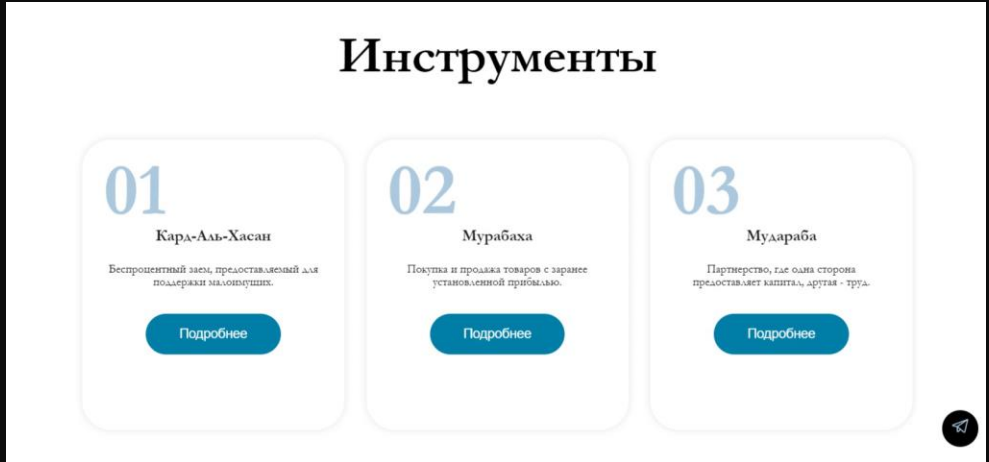 Инструменты
01
Кард-Аль-Хасан
Беспроцентный заем, предоставляемый для
поддержки малоимущих.
Подробнее
02
Мурабаха
Покупка и продажа товаров с заранее
установленной прибылью.
Подробнее
03
Мудараба
Партнерство, где одна сторона
предоставляет капитал, другая - труд.
Подробнее